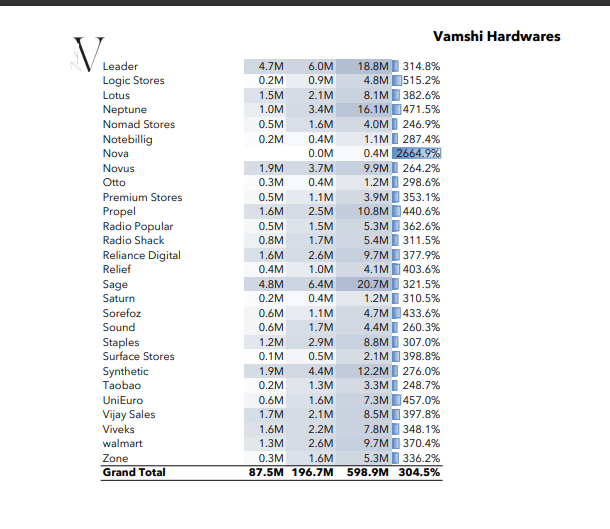 Vamshi Hardwares
V
Leader 4.7M 6.0M 18.8M 314.8%
Logic Stores 0.2M 0.9M 4.8M 515.2%
Lotus 1.5M 2.1M 8.1M 382.6%
Neptune 1.0M 3.4M 16.1M 471.5%
Nomad Stores 0.5M 1.6M 4.0M 246.9%
Notebillig 0.2M 0.4M 1.1M 287.4%
Nova 0.0M 0.4M 2664.9%
Novus 1.9M 3.7M 9.9M 264.2%
Otto 0.3M 0.4M 1.2M 298.6%
Premium Stores 0.5M 1.1M 3.9M 353.1%
Propel 1.6M 2.5M 10.8M 440.6%
Radio Popular 0.5M 1.5M 5.3M 362.6%
Radio Shack 0.8M 1.7M 5.4M 311.5%
Reliance Digital 1.6M 2.6M 9.7M 377.9%
Relief 0.4M 1.0M 4.1M 403.6%
Sage 4.8M 6.4M 20.7M 321.5%
Saturn 0.2M 0.4M 1.2M 310.5%
Sorefoz 0.6M 1.1M 4.7M 433.6%
Sound 0.6M 1.7M 4.4M 260.3%
Staples 1.2M 2.9M 8.8M 307.0%
Surface Stores 0.1M 0.5M 2.1M 398.8%
Synthetic 1.9M 4.4M 12.2M 276.0%
Taobao 0.2M 1.3M 3.3M 248.7%
UniEuro 0.6M 1.6M 7.3M 457.0%
Vijay Sales 1.7M 2.1M 8.5M 397.8%
Viveks 1.6M 2.2M 7.8M 348.1%
walmart 1.3M 2.6M 9.7M 370.4%
Zone 0.3M 1.6M 5.3M 336.2%
Grand Total 87.5M 196.7M 598.9M 304.5%